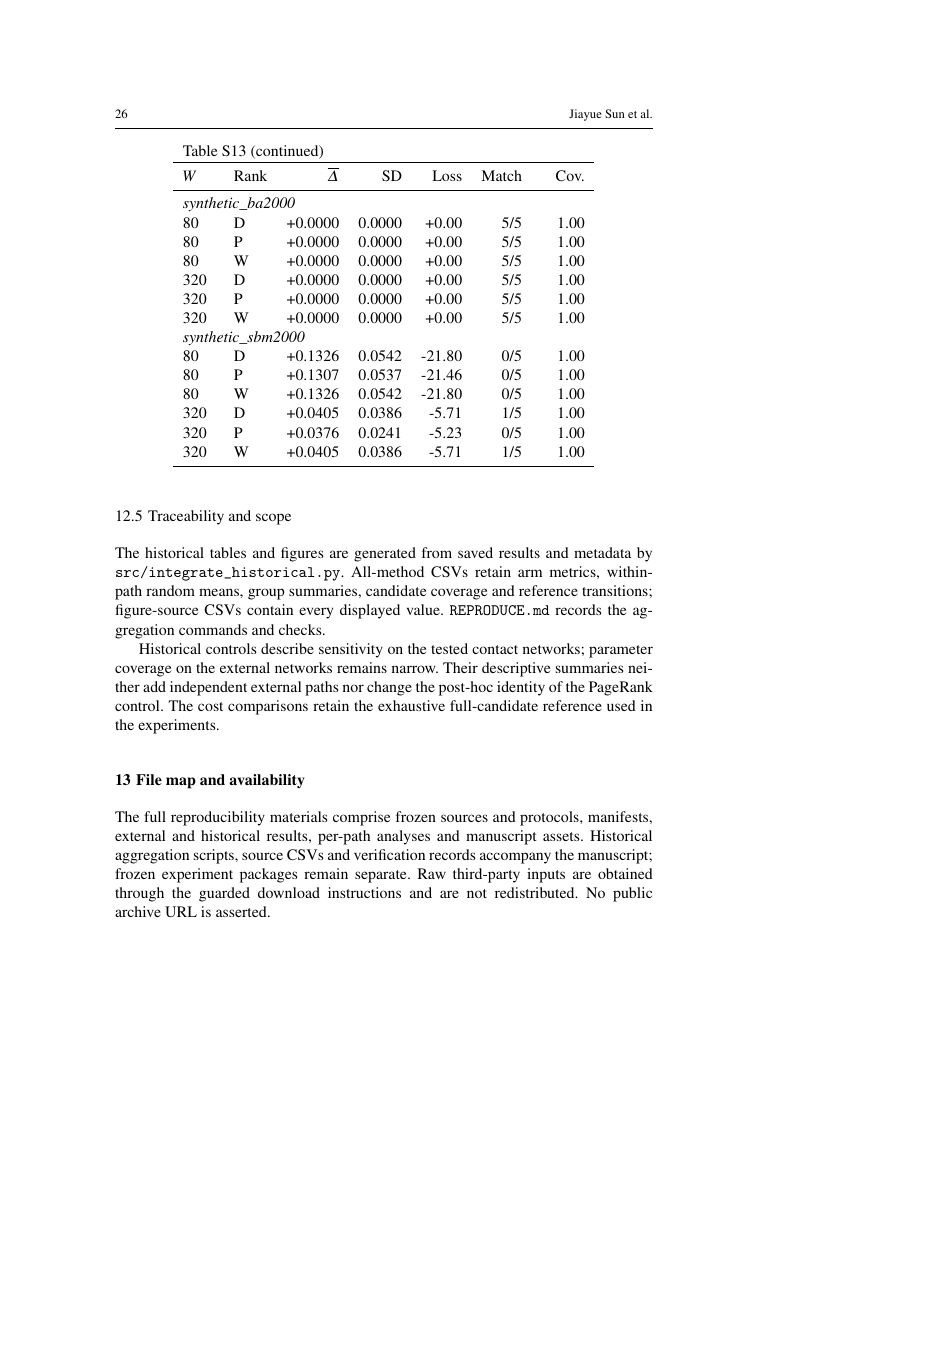 26 Jiayue Sun et al.
Table S13 (continued)
W Rank Δ̅ SD Loss Match Cov.
synthetic_ba2000
80 D +0.0000 0.0000 +0.00 5/5 1.00
80 P +0.0000 0.0000 +0.00 5/5 1.00
80 W +0.0000 0.0000 +0.00 5/5 1.00
320 D +0.0000 0.0000 +0.00 5/5 1.00
320 P +0.0000 0.0000 +0.00 5/5 1.00
320 W +0.0000 0.0000 +0.00 5/5 1.00
synthetic_sbm2000
80 D +0.1326 0.0542 -21.80 0/5 1.00
80 P +0.1307 0.0537 -21.46 0/5 1.00
80 W +0.1326 0.0542 -21.80 0/5 1.00
320 D +0.0405 0.0386 -5.71 1/5 1.00
320 P +0.0376 0.0241 -5.23 0/5 1.00
320 W +0.0405 0.0386 -5.71 1/5 1.00
12.5 Traceability and scope
The historical tables and figures are generated from saved results and metadata by
src/integrate_historical.py. All-method CSVs retain arm metrics, within-
path random means, group summaries, candidate coverage and reference transitions;
figure-source CSVs contain every displayed value. REPRODUCE.md records the ag-
gregation commands and checks.
Historical controls describe sensitivity on the tested contact networks; parameter
coverage on the external networks remains narrow. Their descriptive summaries nei-
ther add independent external paths nor change the post-hoc identity of the PageRank
control. The cost comparisons retain the exhaustive full-candidate reference used in
the experiments.
13 File map and availability
The full reproducibility materials comprise frozen sources and protocols, manifests,
external and historical results, per-path analyses and manuscript assets. Historical
aggregation scripts, source CSVs and verification records accompany the manuscript;
frozen experiment packages remain separate. Raw third-party inputs are obtained
through the guarded download instructions and are not redistributed. No public
archive URL is asserted.